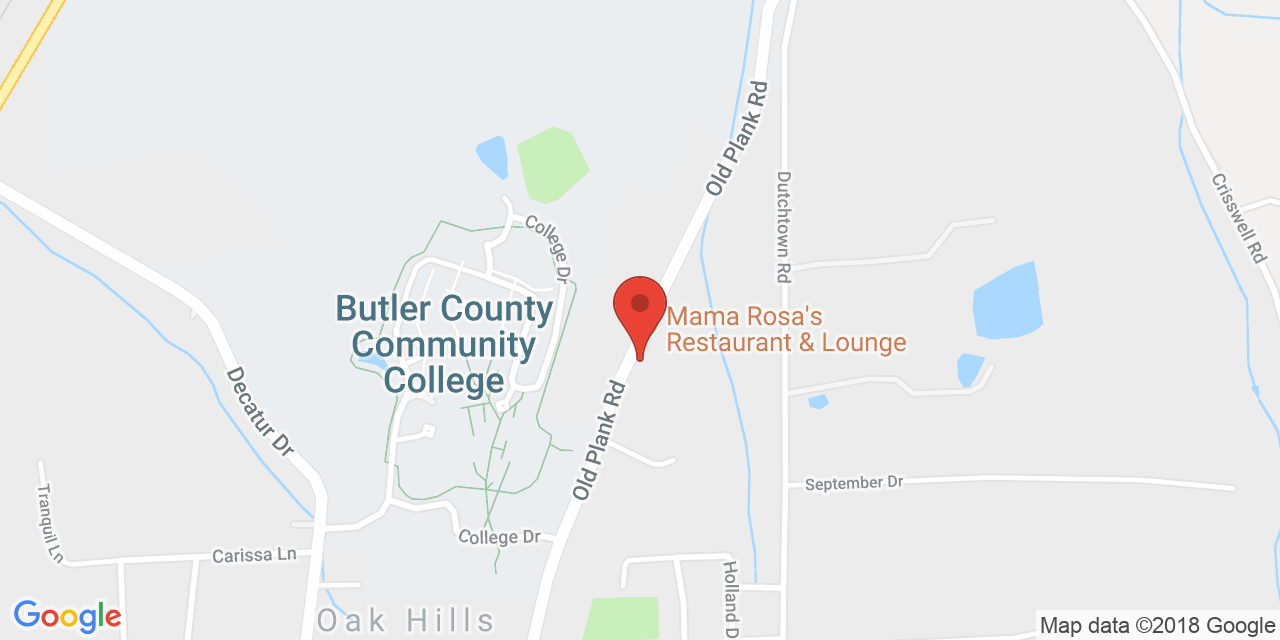 Old Plank Rd
Dutchtown Rd
Crisswell Rd
College Dr
Butler County
Community
College
Mama Rosa's
Restaurant & Lounge
Decatur Dr
Old Plank Rd
September Dr
Tranquil Ln
College Dr
Carissa Ln
Holland D
Oak Hills
Google
Map data ©2018 Google